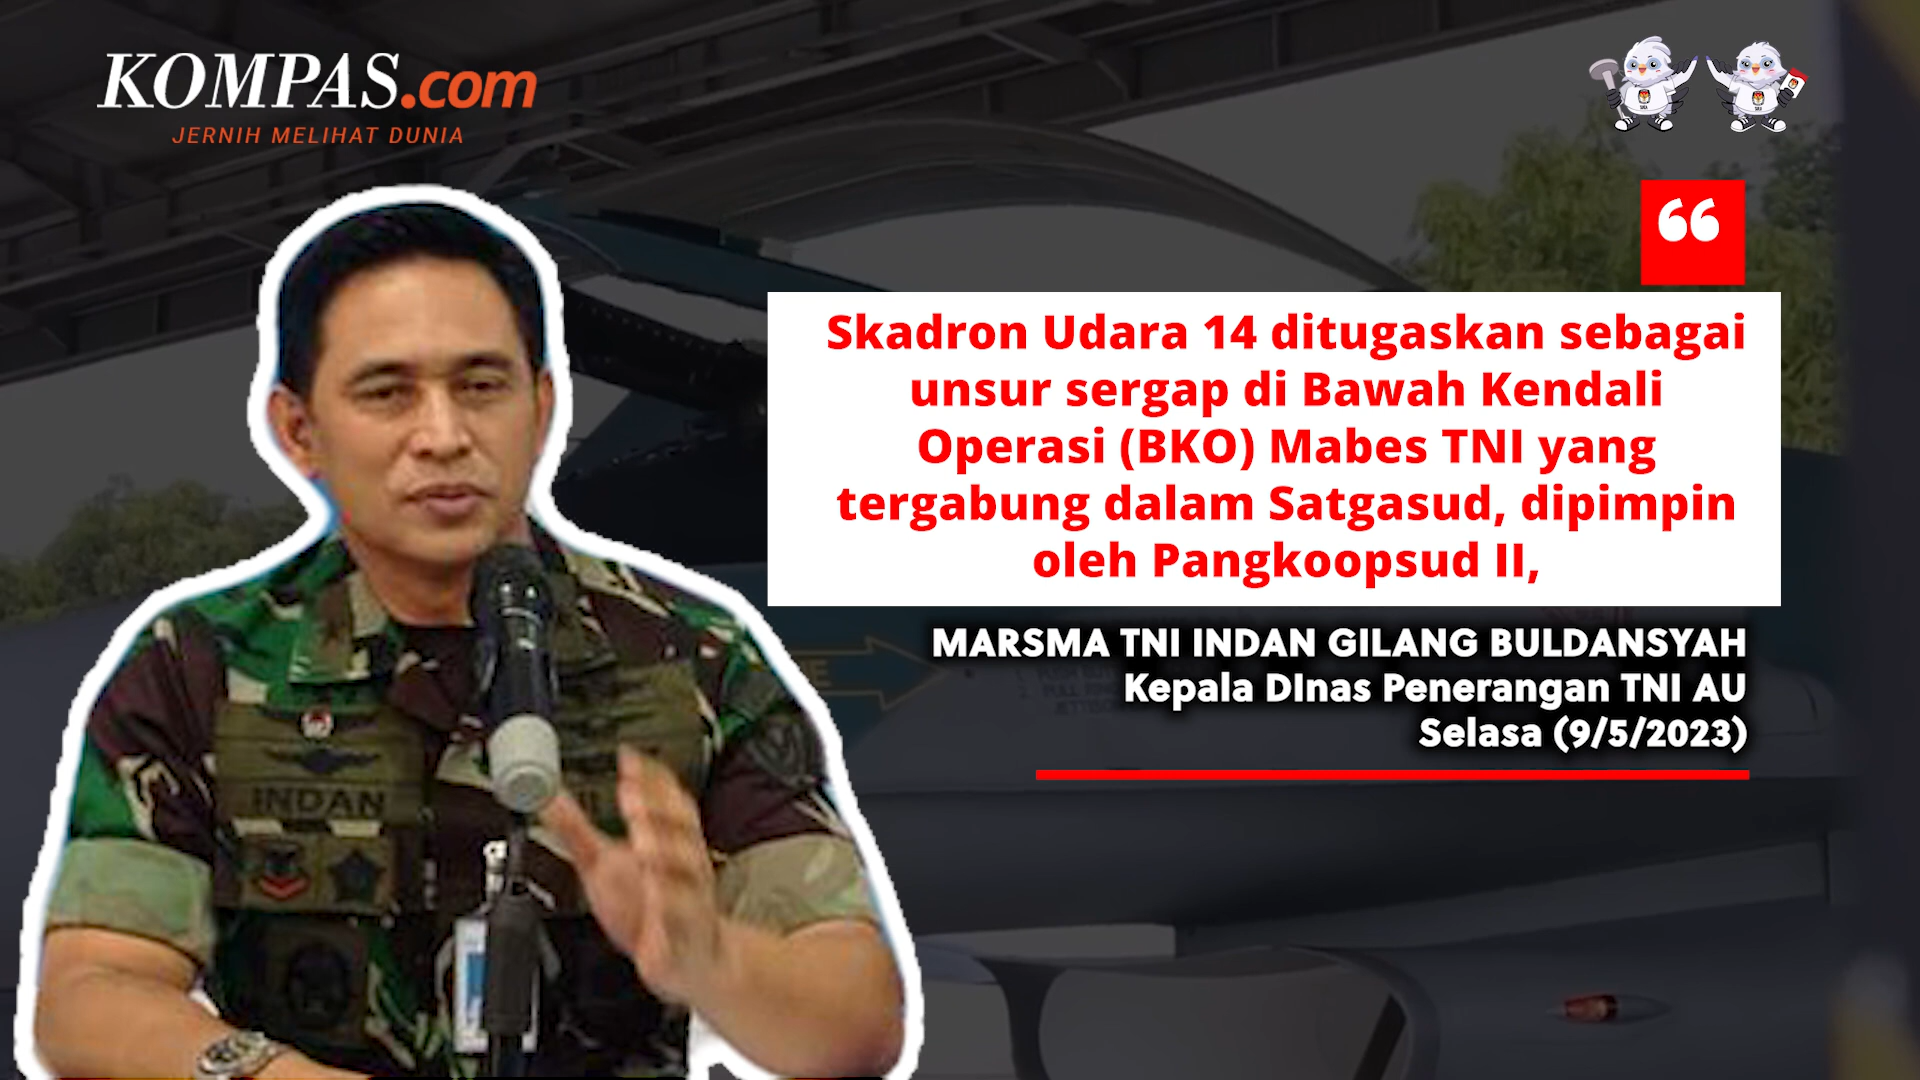 KOMPAS.com
JERNIH MELIHAT DUNIA
“
Skadron Udara 14 ditugaskan sebagai
unsur sergap di Bawah Kendali
Operasi (BKO) Mabes TNI yang
tergabung dalam Satgasud, dipimpin
oleh Pangkoopsud II,
MARSMA TNI INDAN GILANG BULDANSYAH
Kepala DInas Penerangan TNI AU
Selasa (9/5/2023)
INDAN